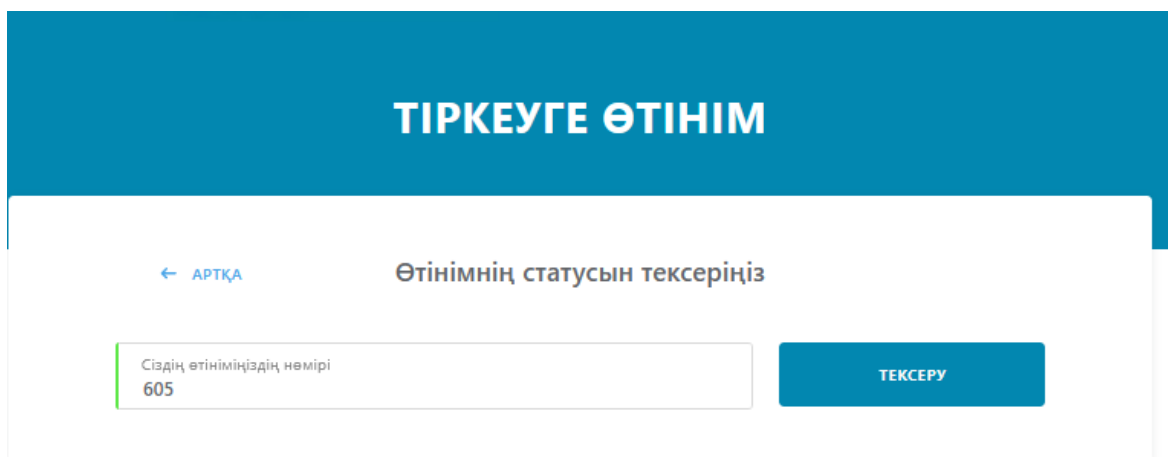 ТІРКЕУГЕ ӨТІНІМ
← АРТҚА
Өтінімнің статусын тексеріңіз
Сіздің өтініміңіздің нөмірі
605
ТЕКСЕРУ